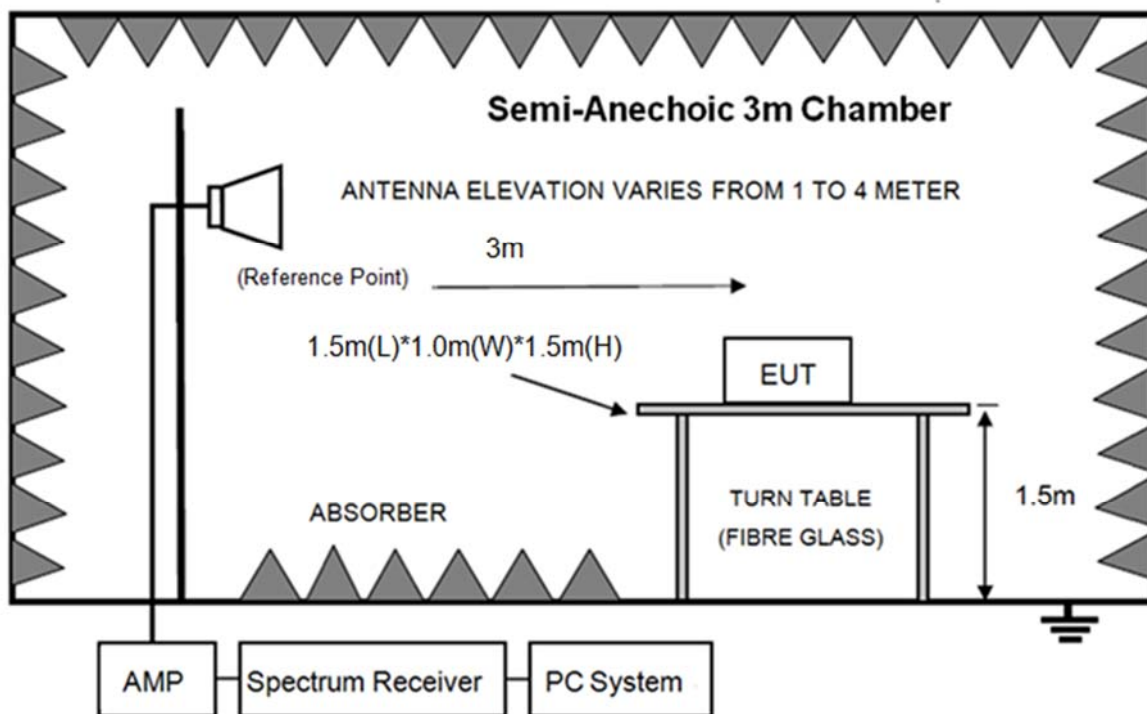 Semi-Anechoic 3m Chamber
ANTENNA ELEVATION VARIES FROM 1 TO 4 METER
3m
(Reference Point)
1.5m(L)*1.0m(W)*1.5m(H)
EUT
ABSORBER
TURN TABLE
(FIBRE GLASS)
1.5m
AMP
Spectrum Receiver
PC System